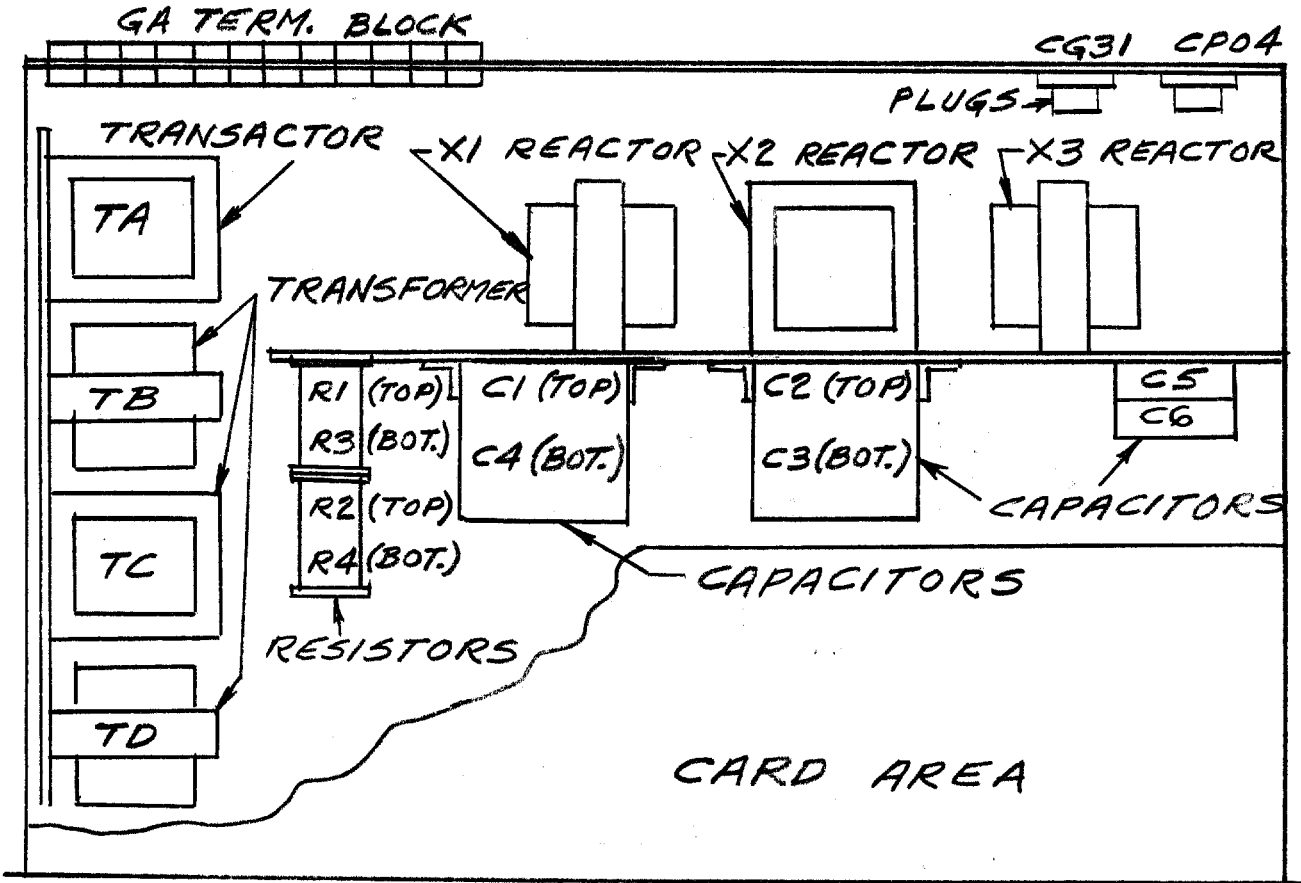 GA TERM. BLOCK
CG31 CP04
PLUGS
TRANSACTOR
X1 REACTOR
X2 REACTOR
X3 REACTOR
TA
TRANSFORMER
TB
TC
TD
R1 (TOP)
R3 (BOT.)
R2 (TOP)
R4 (BOT.)
RESISTORS
C1 (TOP)
C4 (BOT.)
C2 (TOP)
C3 (BOT.)
C5
C6
CAPACITORS
CAPACITORS
CARD AREA